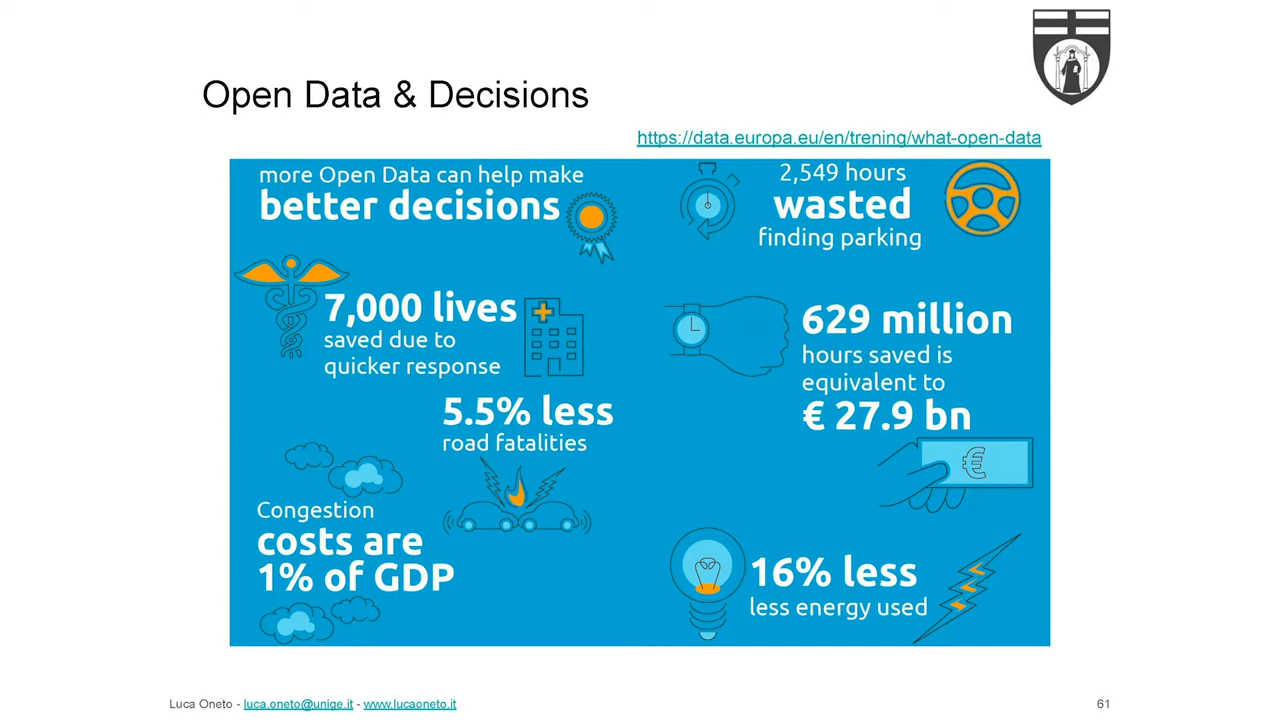 Open Data & Decisions
https://data.europa.eu/en/trening/what-open-data
more Open Data can help make
better decisions
2,549 hours
wasted
finding parking
7,000 lives
saved due to
quicker response
629 million
hours saved is
equivalent to
€ 27.9 bn
5.5% less
road fatalities
€
Congestion
costs are
1% of GDP
16% less
less energy used
Luca Oneto - luca.oneto@unige.it - www.lucaoneto.it
61